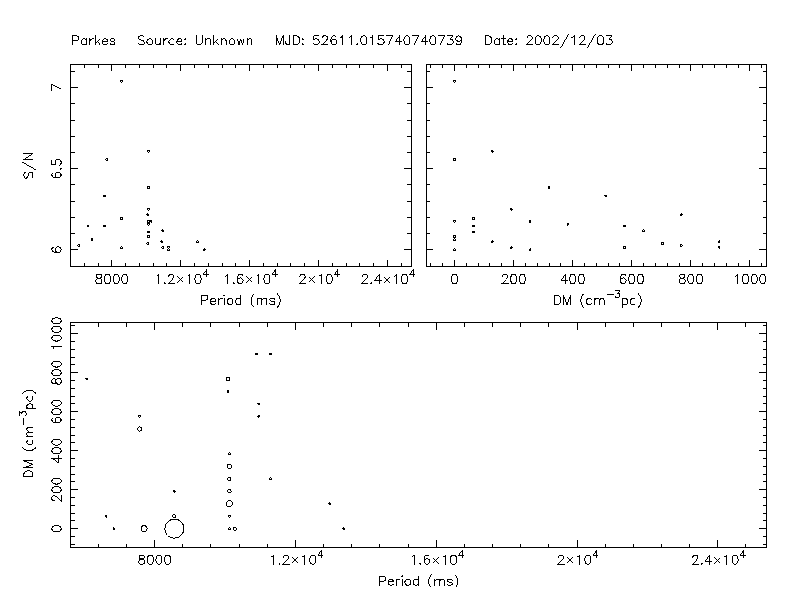 Parkes Source: Unknown MJD: 52611.015740740739 Date: 2002/12/03
S/N
7
6.5
6
8000 1.2×10⁴ 1.6×10⁴ 2×10⁴ 2.4×10⁴
Period (ms)
0 200 400 600 800 1000
DM (cm⁻³pc)
DM (cm⁻³pc)
1000
800
600
400
200
0
8000 1.2×10⁴ 1.6×10⁴ 2×10⁴ 2.4×10⁴
Period (ms)